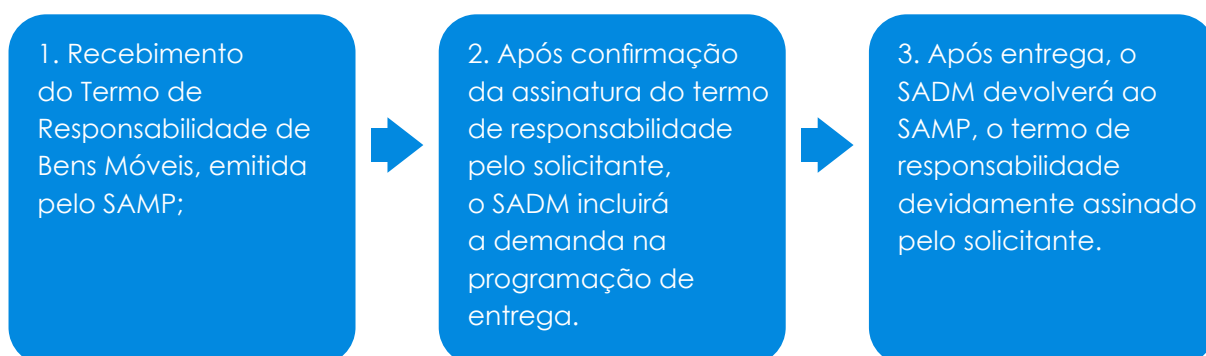 1. Recebimento
do Termo de
Responsabilidade de
Bens Móveis, emitida
pelo SAMP;
2. Após confirmação
da assinatura do termo
de responsabilidade
pelo solicitante,
o SADM incluirá
a demanda na
programação de
entrega.
3. Após entrega, o
SADM devolverá ao
SAMP, o termo de
responsabilidade
devidamente assinado
pelo solicitante.